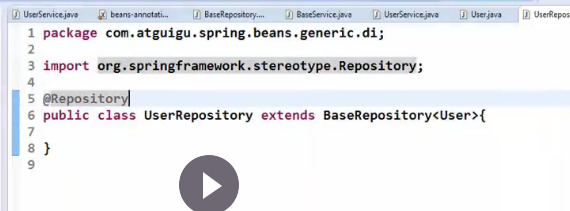 UserService.java beans-annotati... BaseRepository.... BaseService.java UserService.java User.java UserRepos
1 package com.atguigu.spring.beans.generic.di;
2
3 import org.springframework.stereotype.Repository;
4
5 @Repository
6 public class UserRepository extends BaseRepository<User>{
7
8 }
9